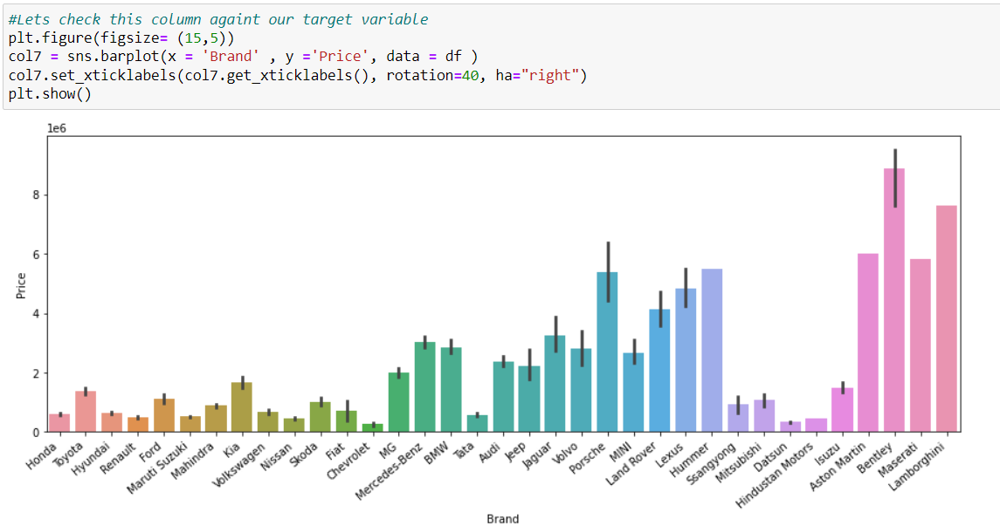 #Lets check this column againt our target variable
plt.figure(figsize= (15,5))
col7 = sns.barplot(x = 'Brand' , y ='Price', data = df )
col7.set_xticklabels(col7.get_xticklabels(), rotation=40, ha="right")
plt.show()
1e6
8
6
4
2
0
Price
Honda
Toyota
Hyundai
Renault
Ford
Maruti Suzuki
Mahindra
Kia
Volkswagen
Nissan
Skoda
Fiat
Chevrolet
MG
Mercedes-Benz
BMW
Tata
Audi
Jeep
Jaguar
Volvo
Porsche
MINI
Land Rover
Lexus
Hummer
Ssangyong
Mitsubishi
Datsun
Hindustan Motors
Isuzu
Aston Martin
Bentley
Maserati
Lamborghini
Brand